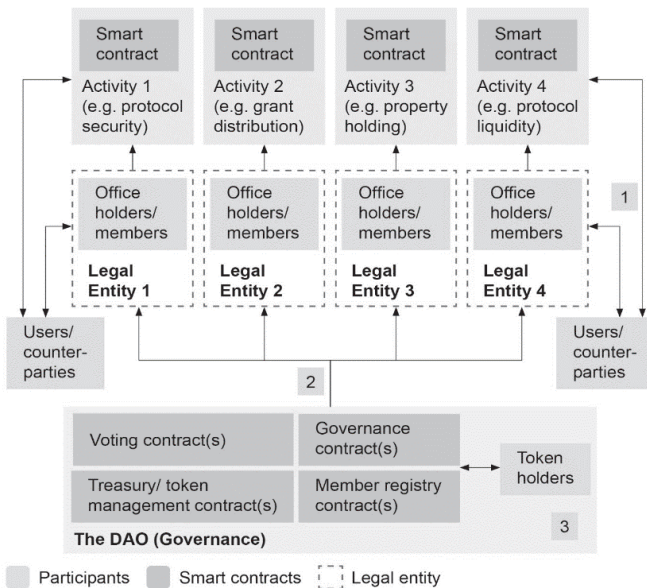 Smart
contract
Activity 1
(e.g. protocol
security)
Smart
contract
Activity 2
(e.g. grant
distribution)
Smart
contract
Activity 3
(e.g. property
holding)
Smart
contract
Activity 4
(e.g. protocol
liquidity)
1
Office
holders/
members
Legal
Entity 1
Office
holders/
members
Legal
Entity 2
Office
holders/
members
Legal
Entity 3
Office
holders/
members
Legal
Entity 4
Users/
counter-
parties
Users/
counter-
parties
2
Voting contract(s)
Governance
contract(s)
Treasury/ token
management contract(s)
Member registry
contract(s)
Token
holders
The DAO (Governance)
3
Participants
Smart contracts
Legal entity